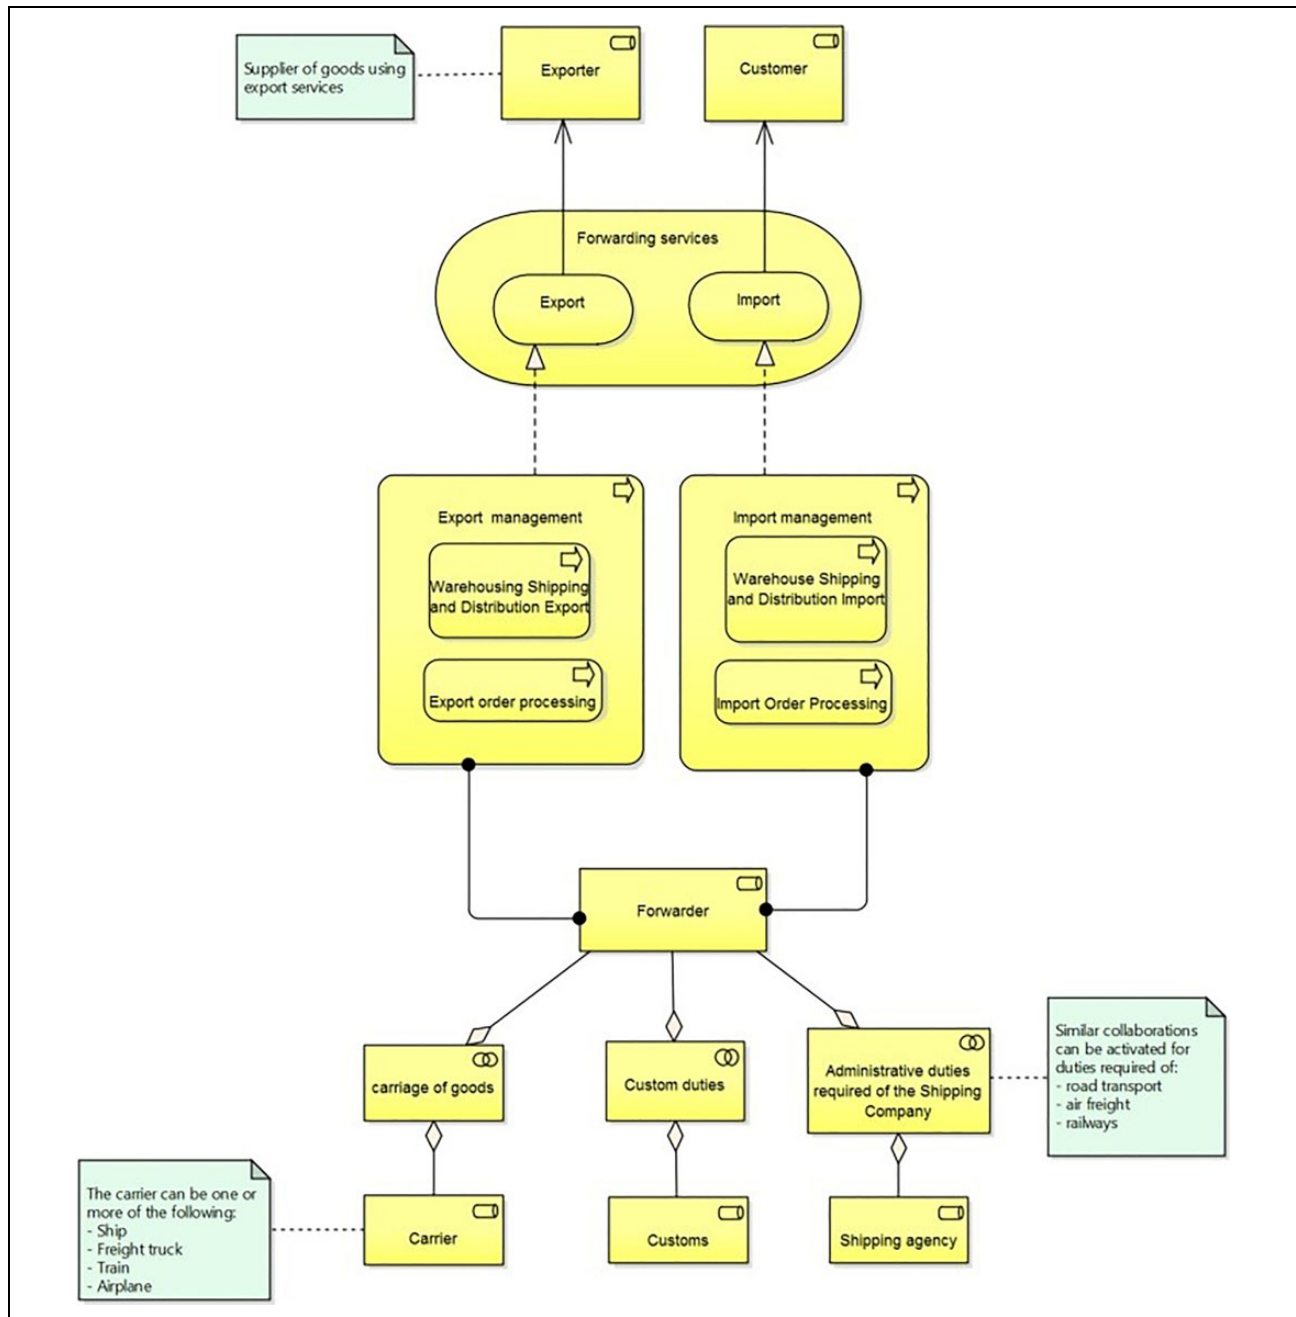 Supplier of goods using
export services
Exporter
Customer
Forwarding services
Export
Import
Export  management
Warehousing Shipping
and Distribution Export
Export order processing
Import management
Warehouse Shipping
and Distribution Import
Import Order Processing
Forwarder
carriage of goods
Custom duties
Administrative duties
required of the Shipping
Company
Similar collaborations
can be activated for
duties required of:
- road transport
- air freight
- railways
The carrier can be one or
more of the following:
- Ship
- Freight truck
- Train
- Airplane
Carrier
Customs
Shipping agency